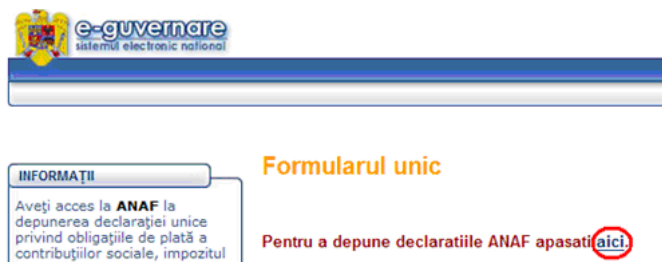 e-guvernare
sistemul electronic national
Formularul unic
INFORMAȚII
Aveți acces la ANAF la
depunerea declarației unice
privind obligațiile de plată a
contribuțiilor sociale, impozitul
Pentru a depune declaratiile ANAF apasati aici.